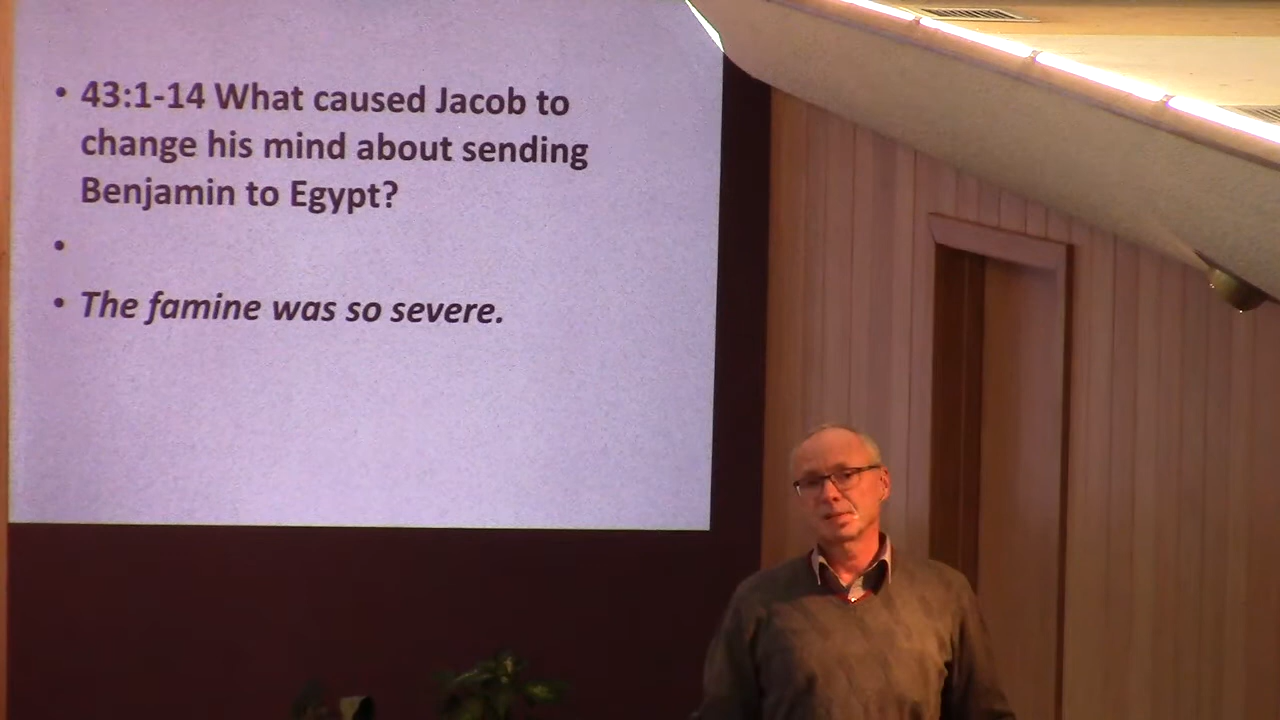 • 43:1-14 What caused Jacob to
change his mind about sending
Benjamin to Egypt?
•
• The famine was so severe.